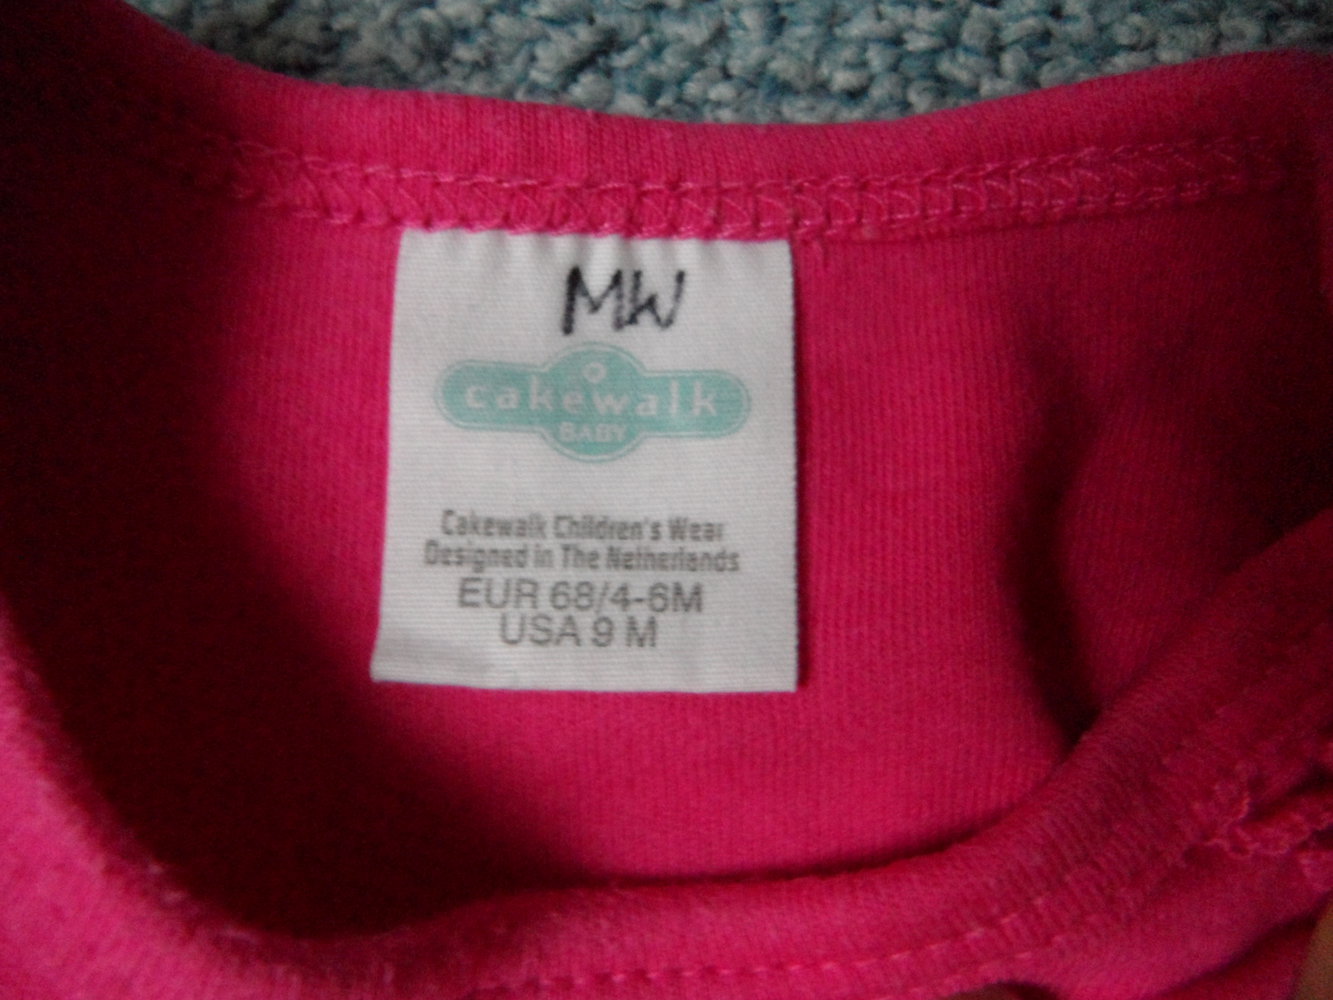 MW
cakewalk
BABY
Cakewalk Children's Wear
Designed in The Netherlands
EUR 68/4-6M
USA 9 M